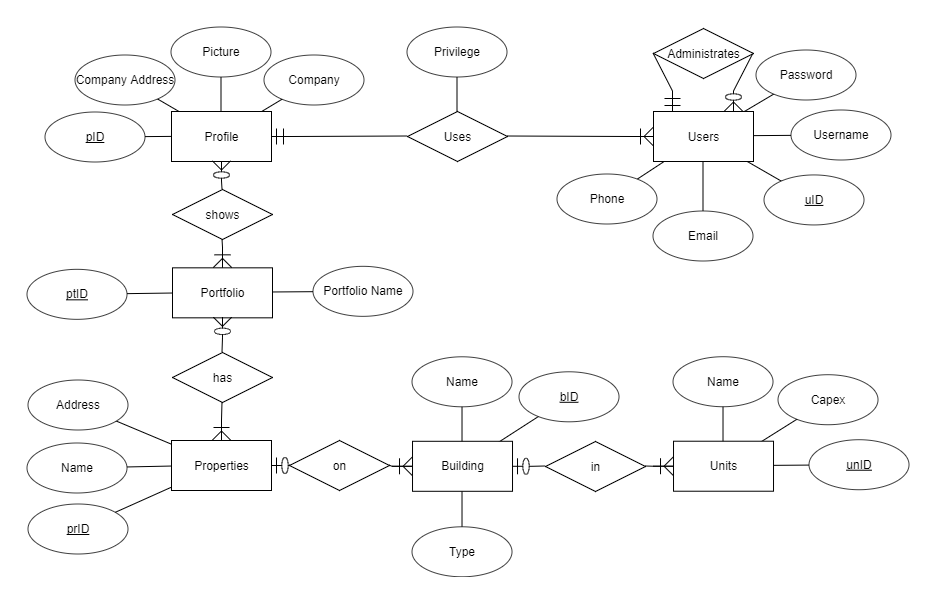 Picture
Privilege
Administrates
Company Address
Company
Password
pID
Profile
Uses
Users
Username
Phone
uID
shows
Email
ptID
Portfolio
Portfolio Name
has
Name
Name
Address
bID
Capex
Name
Properties
on
Building
in
Units
unID
prID
Type